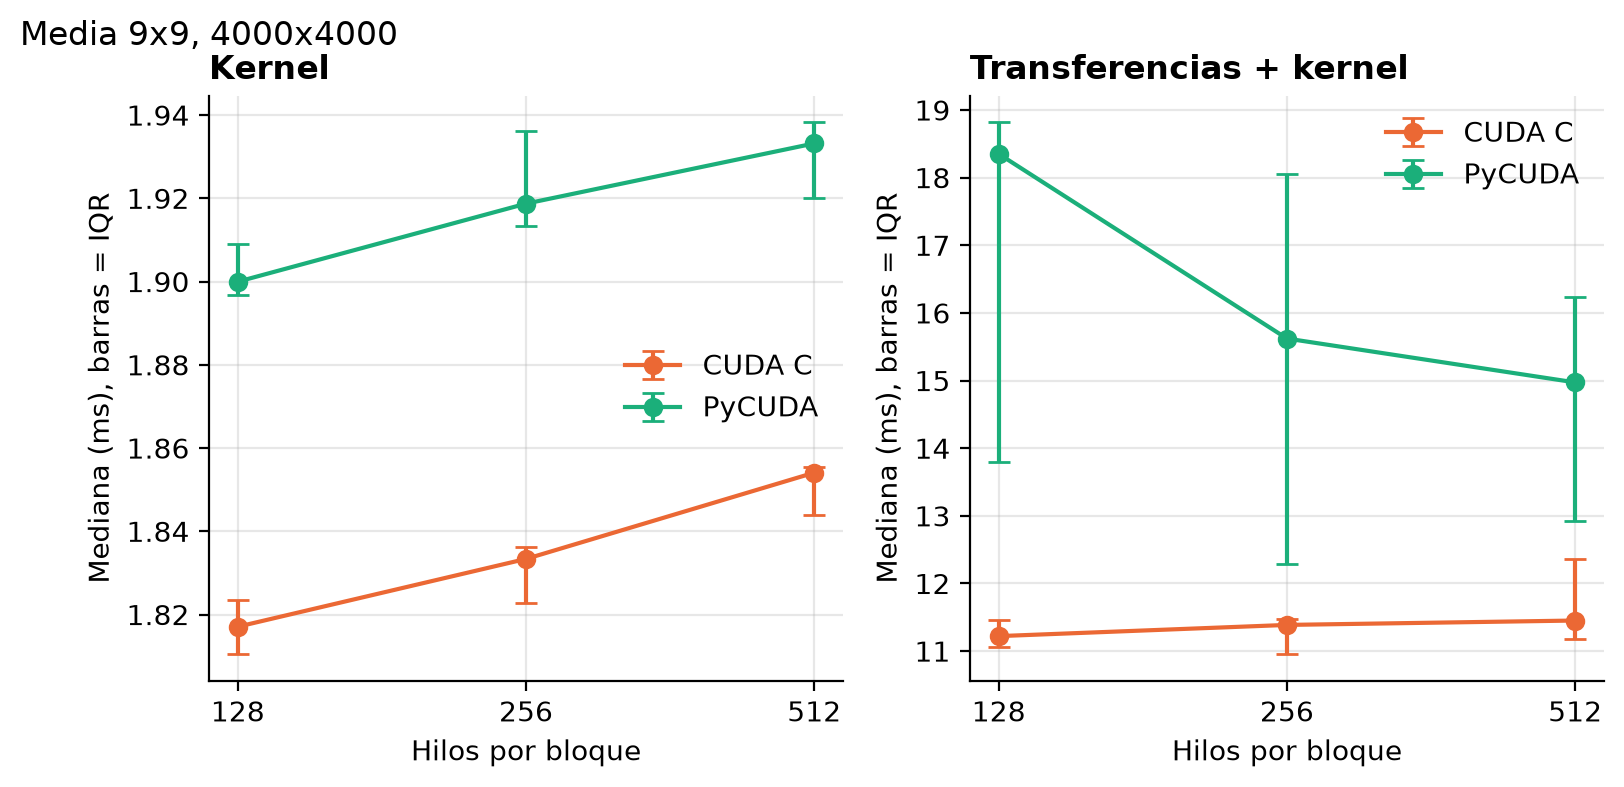 Media 9x9, 4000x4000
Kernel
Mediana (ms), barras = IQR
1.94
1.92
1.90
1.88
1.86
1.84
1.82
CUDA C
PyCUDA
128 256 512
Hilos por bloque
Transferencias + kernel
Mediana (ms), barras = IQR
19
18
17
16
15
14
13
12
11
CUDA C
PyCUDA
128 256 512
Hilos por bloque